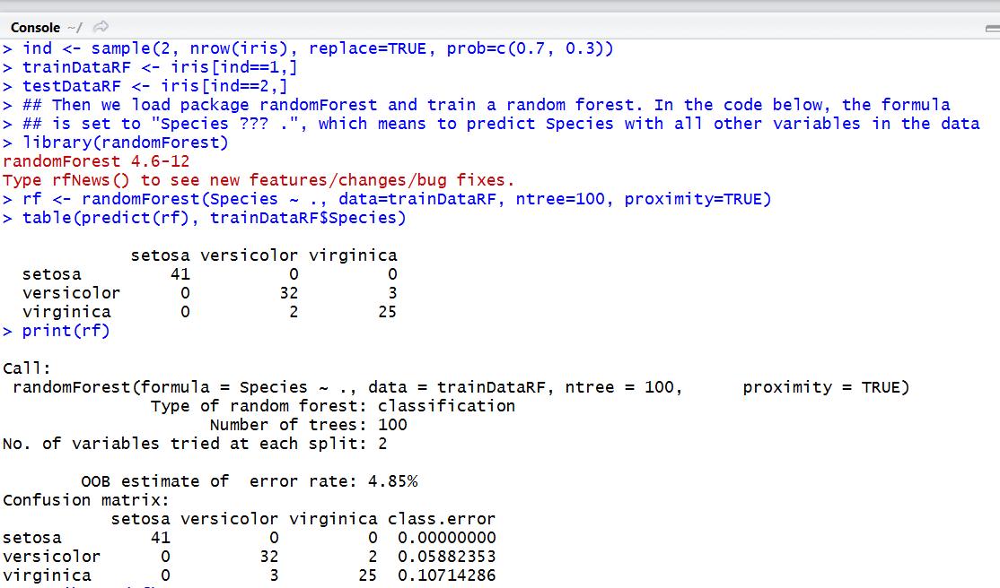 Console ~/
> ind <- sample(2, nrow(iris), replace=TRUE, prob=c(0.7, 0.3))
> trainDataRF <- iris[ind==1,]
> testDataRF <- iris[ind==2,]
> ## Then we load package randomForest and train a random forest. In the code below, the formula
> ## is set to "Species ??? .", which means to predict Species with all other variables in the data
> library(randomForest)
randomForest 4.6-12
Type rfNews() to see new features/changes/bug fixes.
> rf <- randomForest(Species ~ ., data=trainDataRF, ntree=100, proximity=TRUE)
> table(predict(rf), trainDataRF$Species)
setosa versicolor virginica
setosa 41 0 0
versicolor 0 32 3
virginica 0 2 25
> print(rf)
Call:
randomForest(formula = Species ~ ., data = trainDataRF, ntree = 100, proximity = TRUE)
Type of random forest: classification
Number of trees: 100
No. of variables tried at each split: 2
OOB estimate of error rate: 4.85%
Confusion matrix:
setosa versicolor virginica class.error
setosa 41 0 0 0.00000000
versicolor 0 32 2 0.05882353
virginica 0 3 25 0.10714286